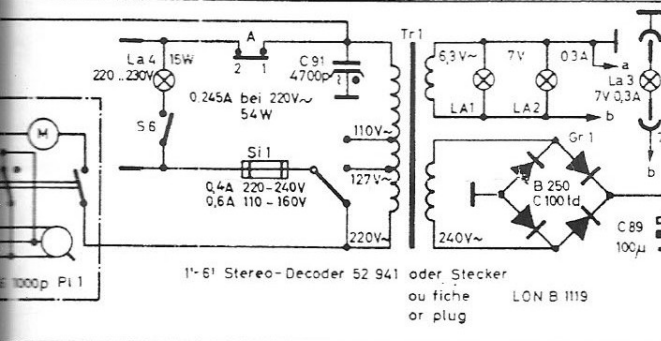 Tr 1
A
La 4 15W
220 ..230V
2 1
C 91
4700p
6,3V~ 7V 0,3A
a
La 3
7V 0,3A
0.245A bei 220V~
54W
LA1 LA2 b
S 6
M
110V~
Gr 1
Si 1
127V~
B 250
C 100 td
b
0,4A 220-240V
0,6A 110-160V
C 89
100µ
220V~
240V~
1000p Pl 1
1'-6' Stereo-Decoder 52 941 oder Stecker
ou fiche LON B 1119
or plug